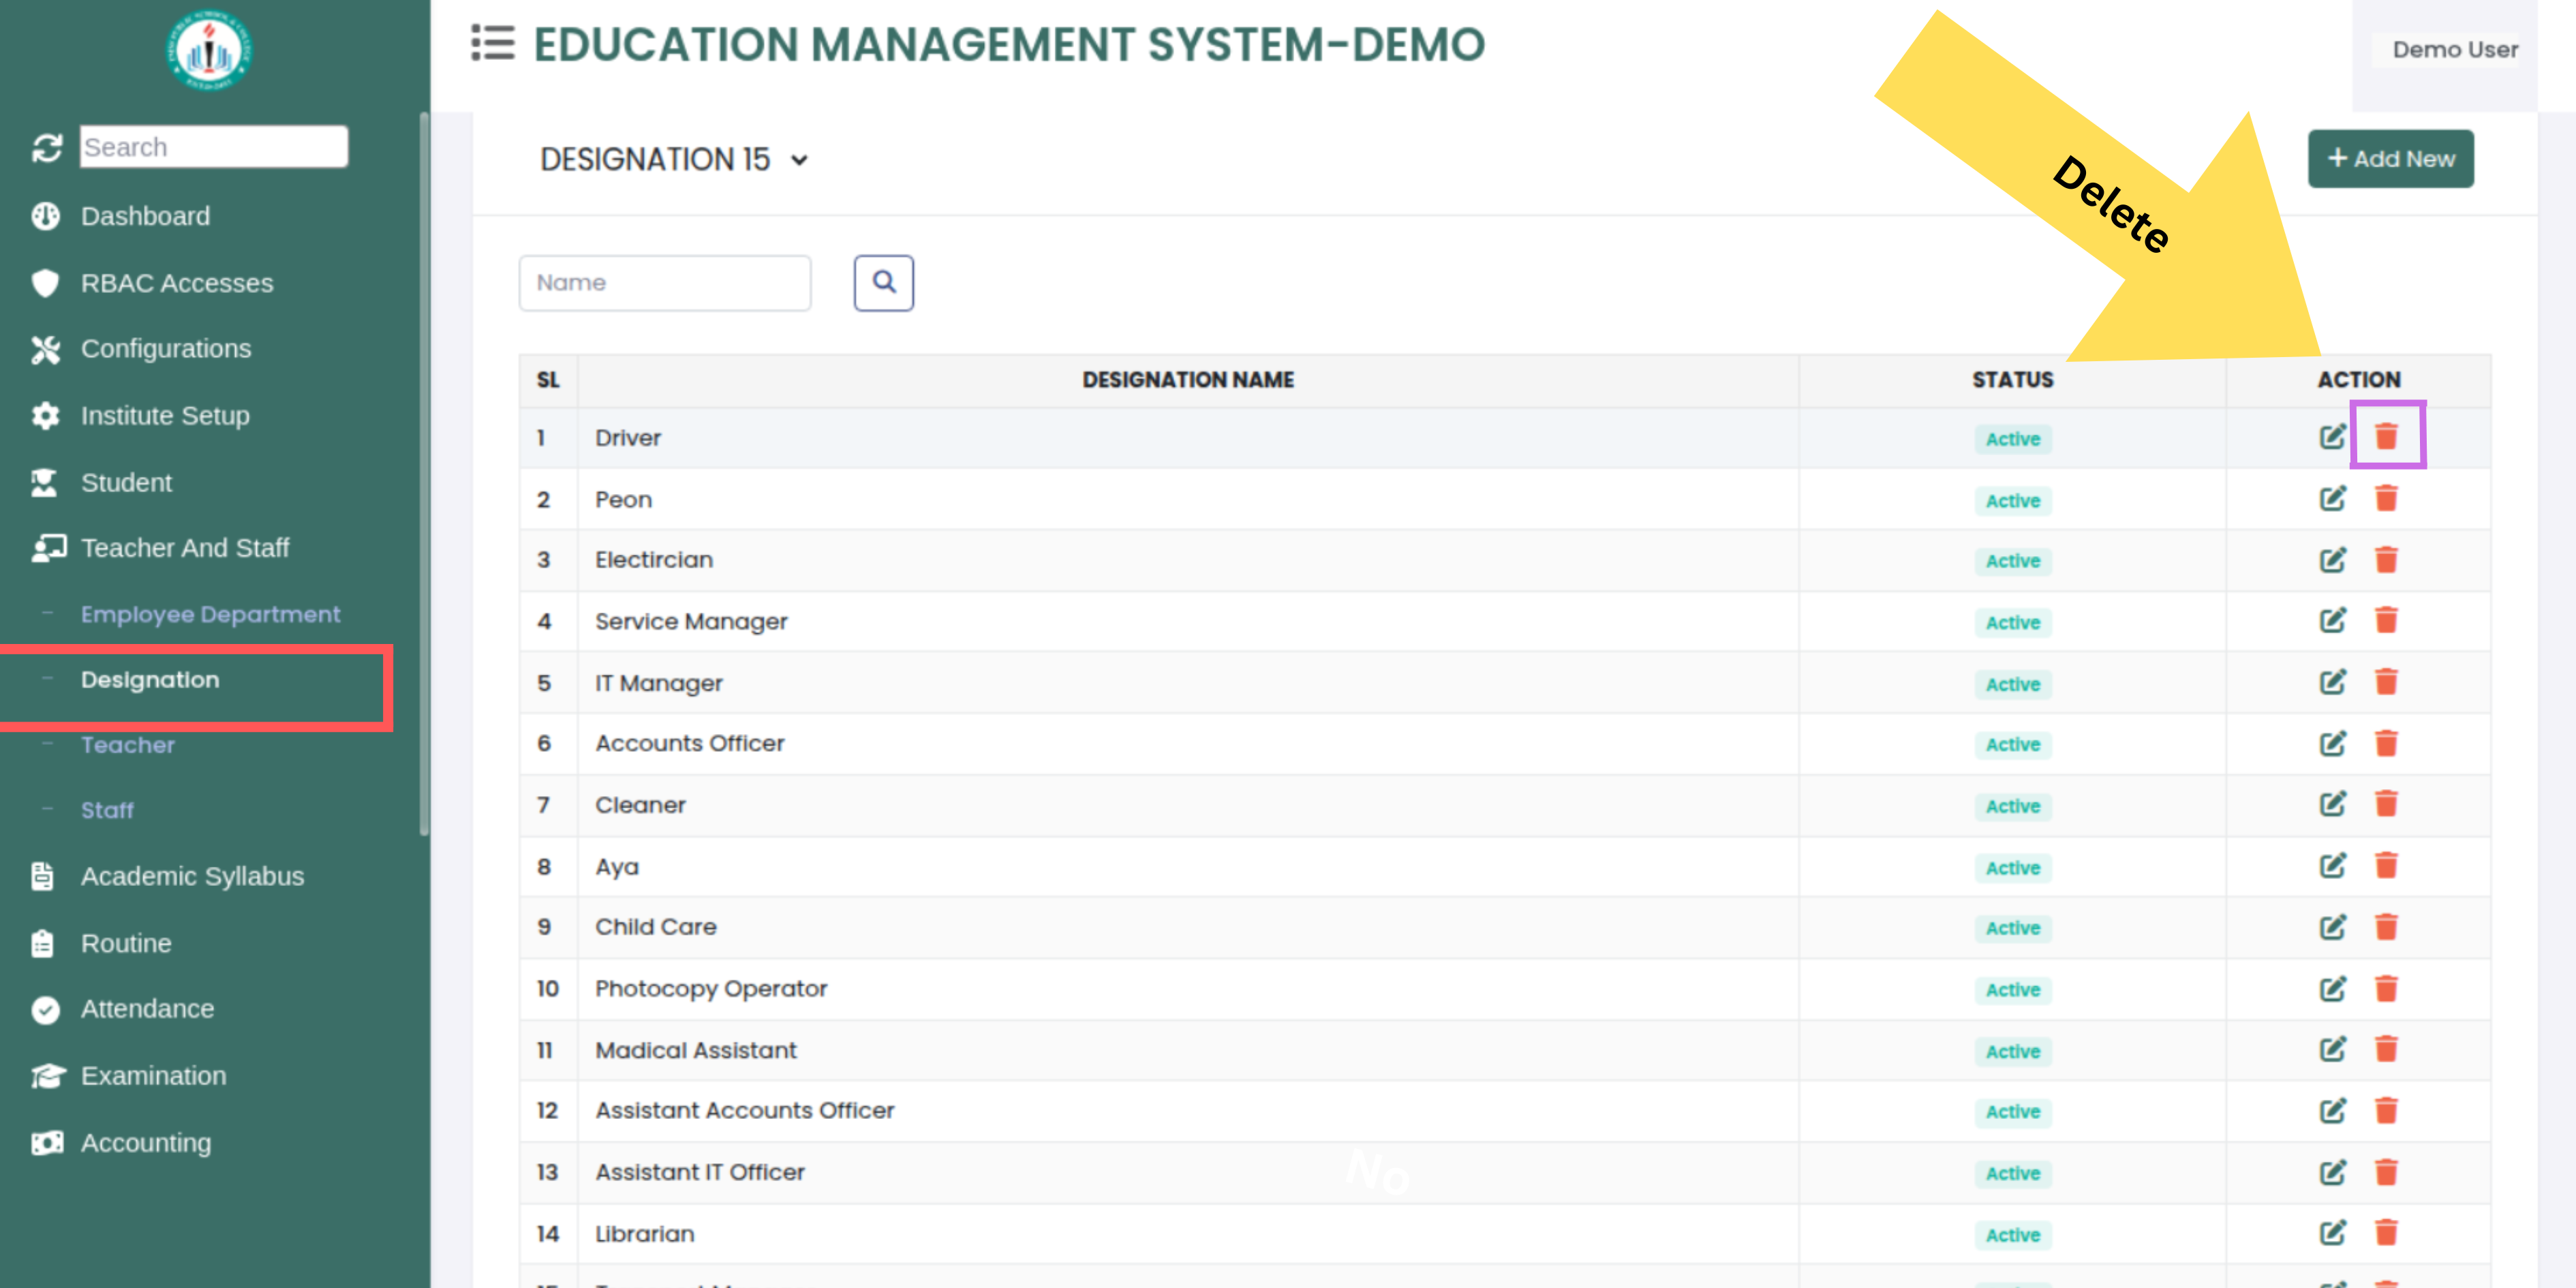 EDUCATION MANAGEMENT SYSTEM-DEMO
Demo User
Search
Dashboard
RBAC Accesses
Configurations
Institute Setup
Student
Teacher And Staff
Employee Department
Designation
Teacher
Staff
Academic Syllabus
Routine
Attendance
Examination
Accounting
DESIGNATION 15
+ Add New
Delete
Name
SL DESIGNATION NAME STATUS ACTION
1 Driver Active
2 Peon Active
3 Electircian Active
4 Service Manager Active
5 IT Manager Active
6 Accounts Officer Active
7 Cleaner Active
8 Aya Active
9 Child Care Active
10 Photocopy Operator Active
11 Madical Assistant Active
12 Assistant Accounts Officer Active
13 Assistant IT Officer Active
No
14 Librarian Active